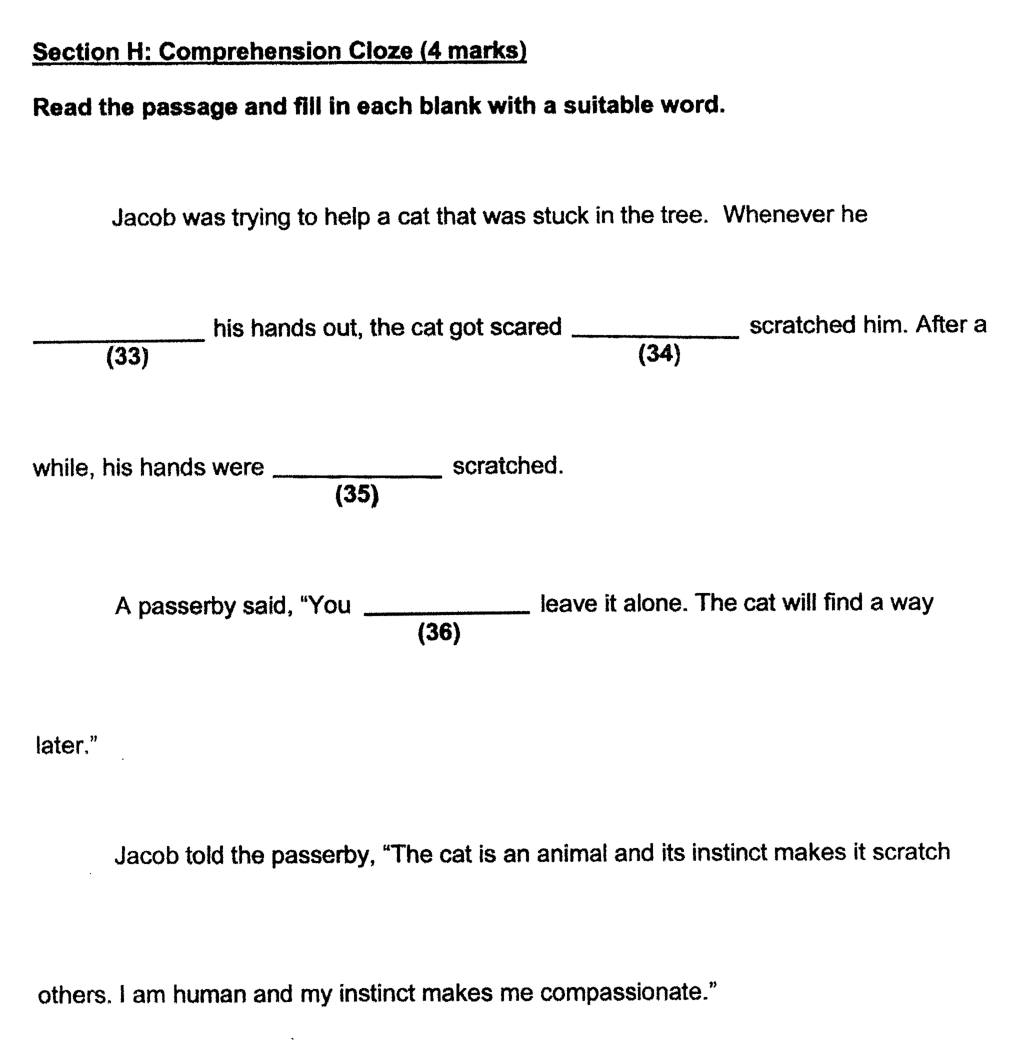 Section H: Comprehension Cloze (4 marks)
Read the passage and fill in each blank with a suitable word.
Jacob was trying to help a cat that was stuck in the tree. Whenever he
____________ his hands out, the cat got scared ____________ scratched him. After a
(33) (34)
while, his hands were ____________ scratched.
(35)
A passerby said, “You ____________ leave it alone. The cat will find a way
(36)
later.”
Jacob told the passerby, “The cat is an animal and its instinct makes it scratch
others. I am human and my instinct makes me compassionate.”